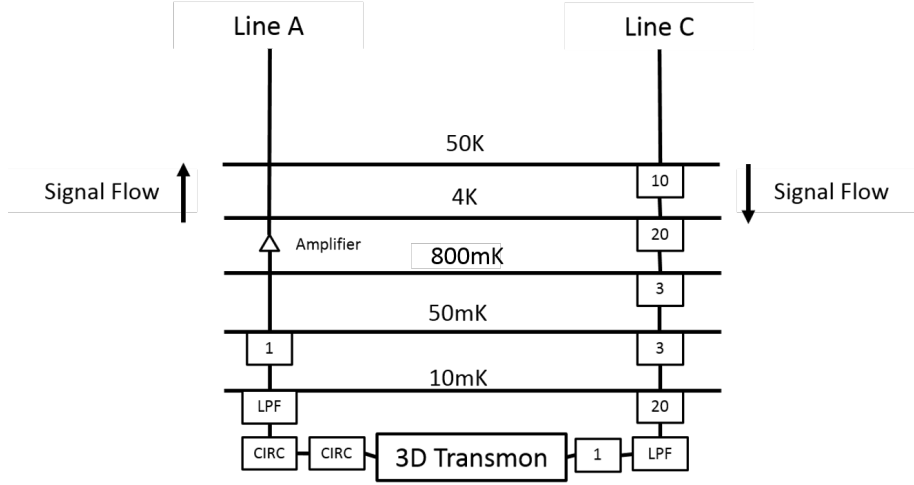 Line A
Line C
50K
Signal Flow
10
Signal Flow
4K
Amplifier
20
800mK
3
50mK
1
3
10mK
LPF
20
CIRC
CIRC
3D Transmon
1
LPF